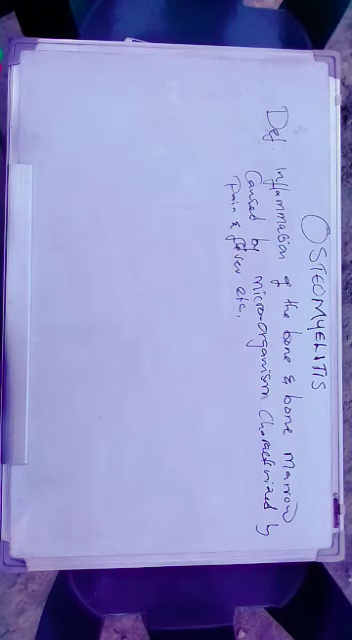 OSTEOMYELITIS
Def: Inflammation of the bone & bone marrow
Caused by micro-organism Characterized by
Pain & fever etc.